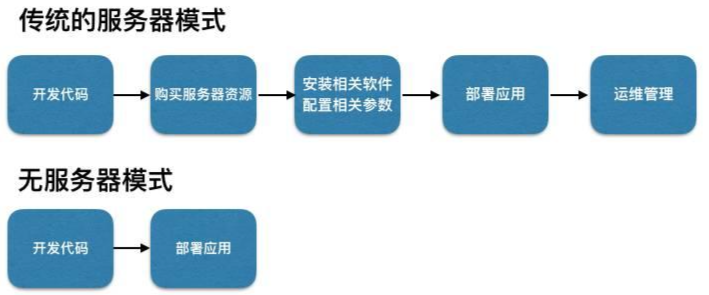 传统的服务器模式
开发代码
购买服务器资源
安装相关软件
配置相关参数
部署应用
运维管理
无服务器模式
开发代码
部署应用